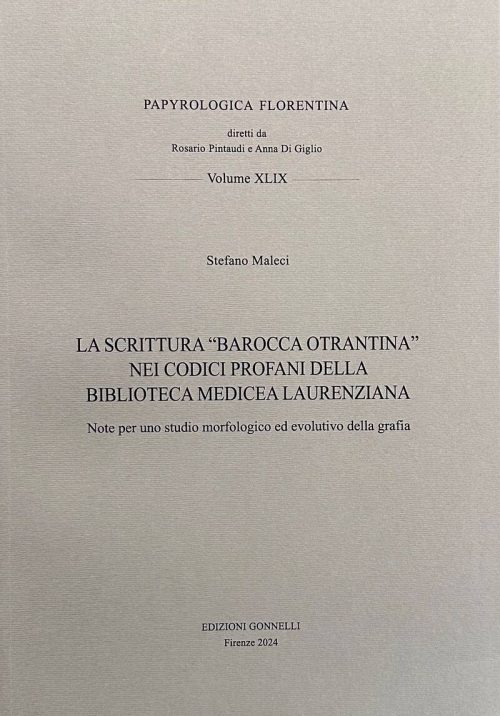 PAPYROLOGICA FLORENTINA
diretti da
Rosario Pintaudi e Anna Di Giglio
Volume XLIX
Stefano Maleci
LA SCRITTURA “BAROCCA OTRANTINA”
NEI CODICI PROFANI DELLA
BIBLIOTECA MEDICEA LAURENZIANA
Note per uno studio morfologico ed evolutivo della grafia
EDIZIONI GONNELLI
Firenze 2024